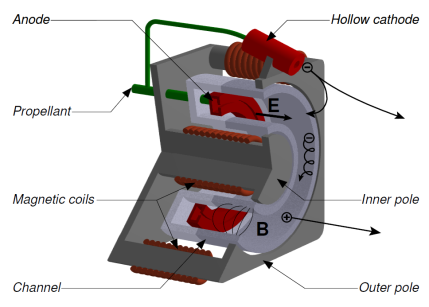 Anode
Hollow cathode
E
Propellant
Magnetic coils
Inner pole
B
Channel
Outer pole